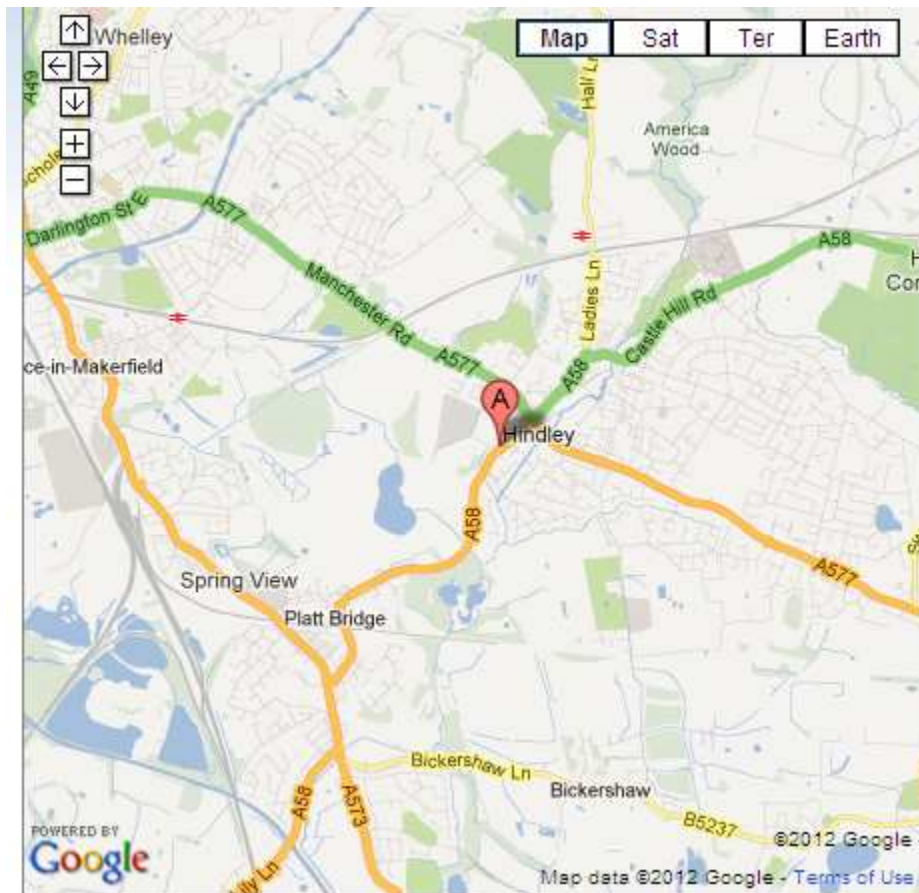 Whelley
Map
Sat
Ter
Earth
A49
Half Ln
America
Wood
Darlington St E
A577
A58
Manchester Rd
Ladies Ln
Castle Hill Rd
ce-in-Makerfield
A577
A58
A
Hindley
A58
A577
Spring View
Platt Bridge
Bickershaw Ln
Bickershaw
A58
A573
B5237
POWERED BY
Google
©2012 Google -
Map data ©2012 Google - Terms of Use